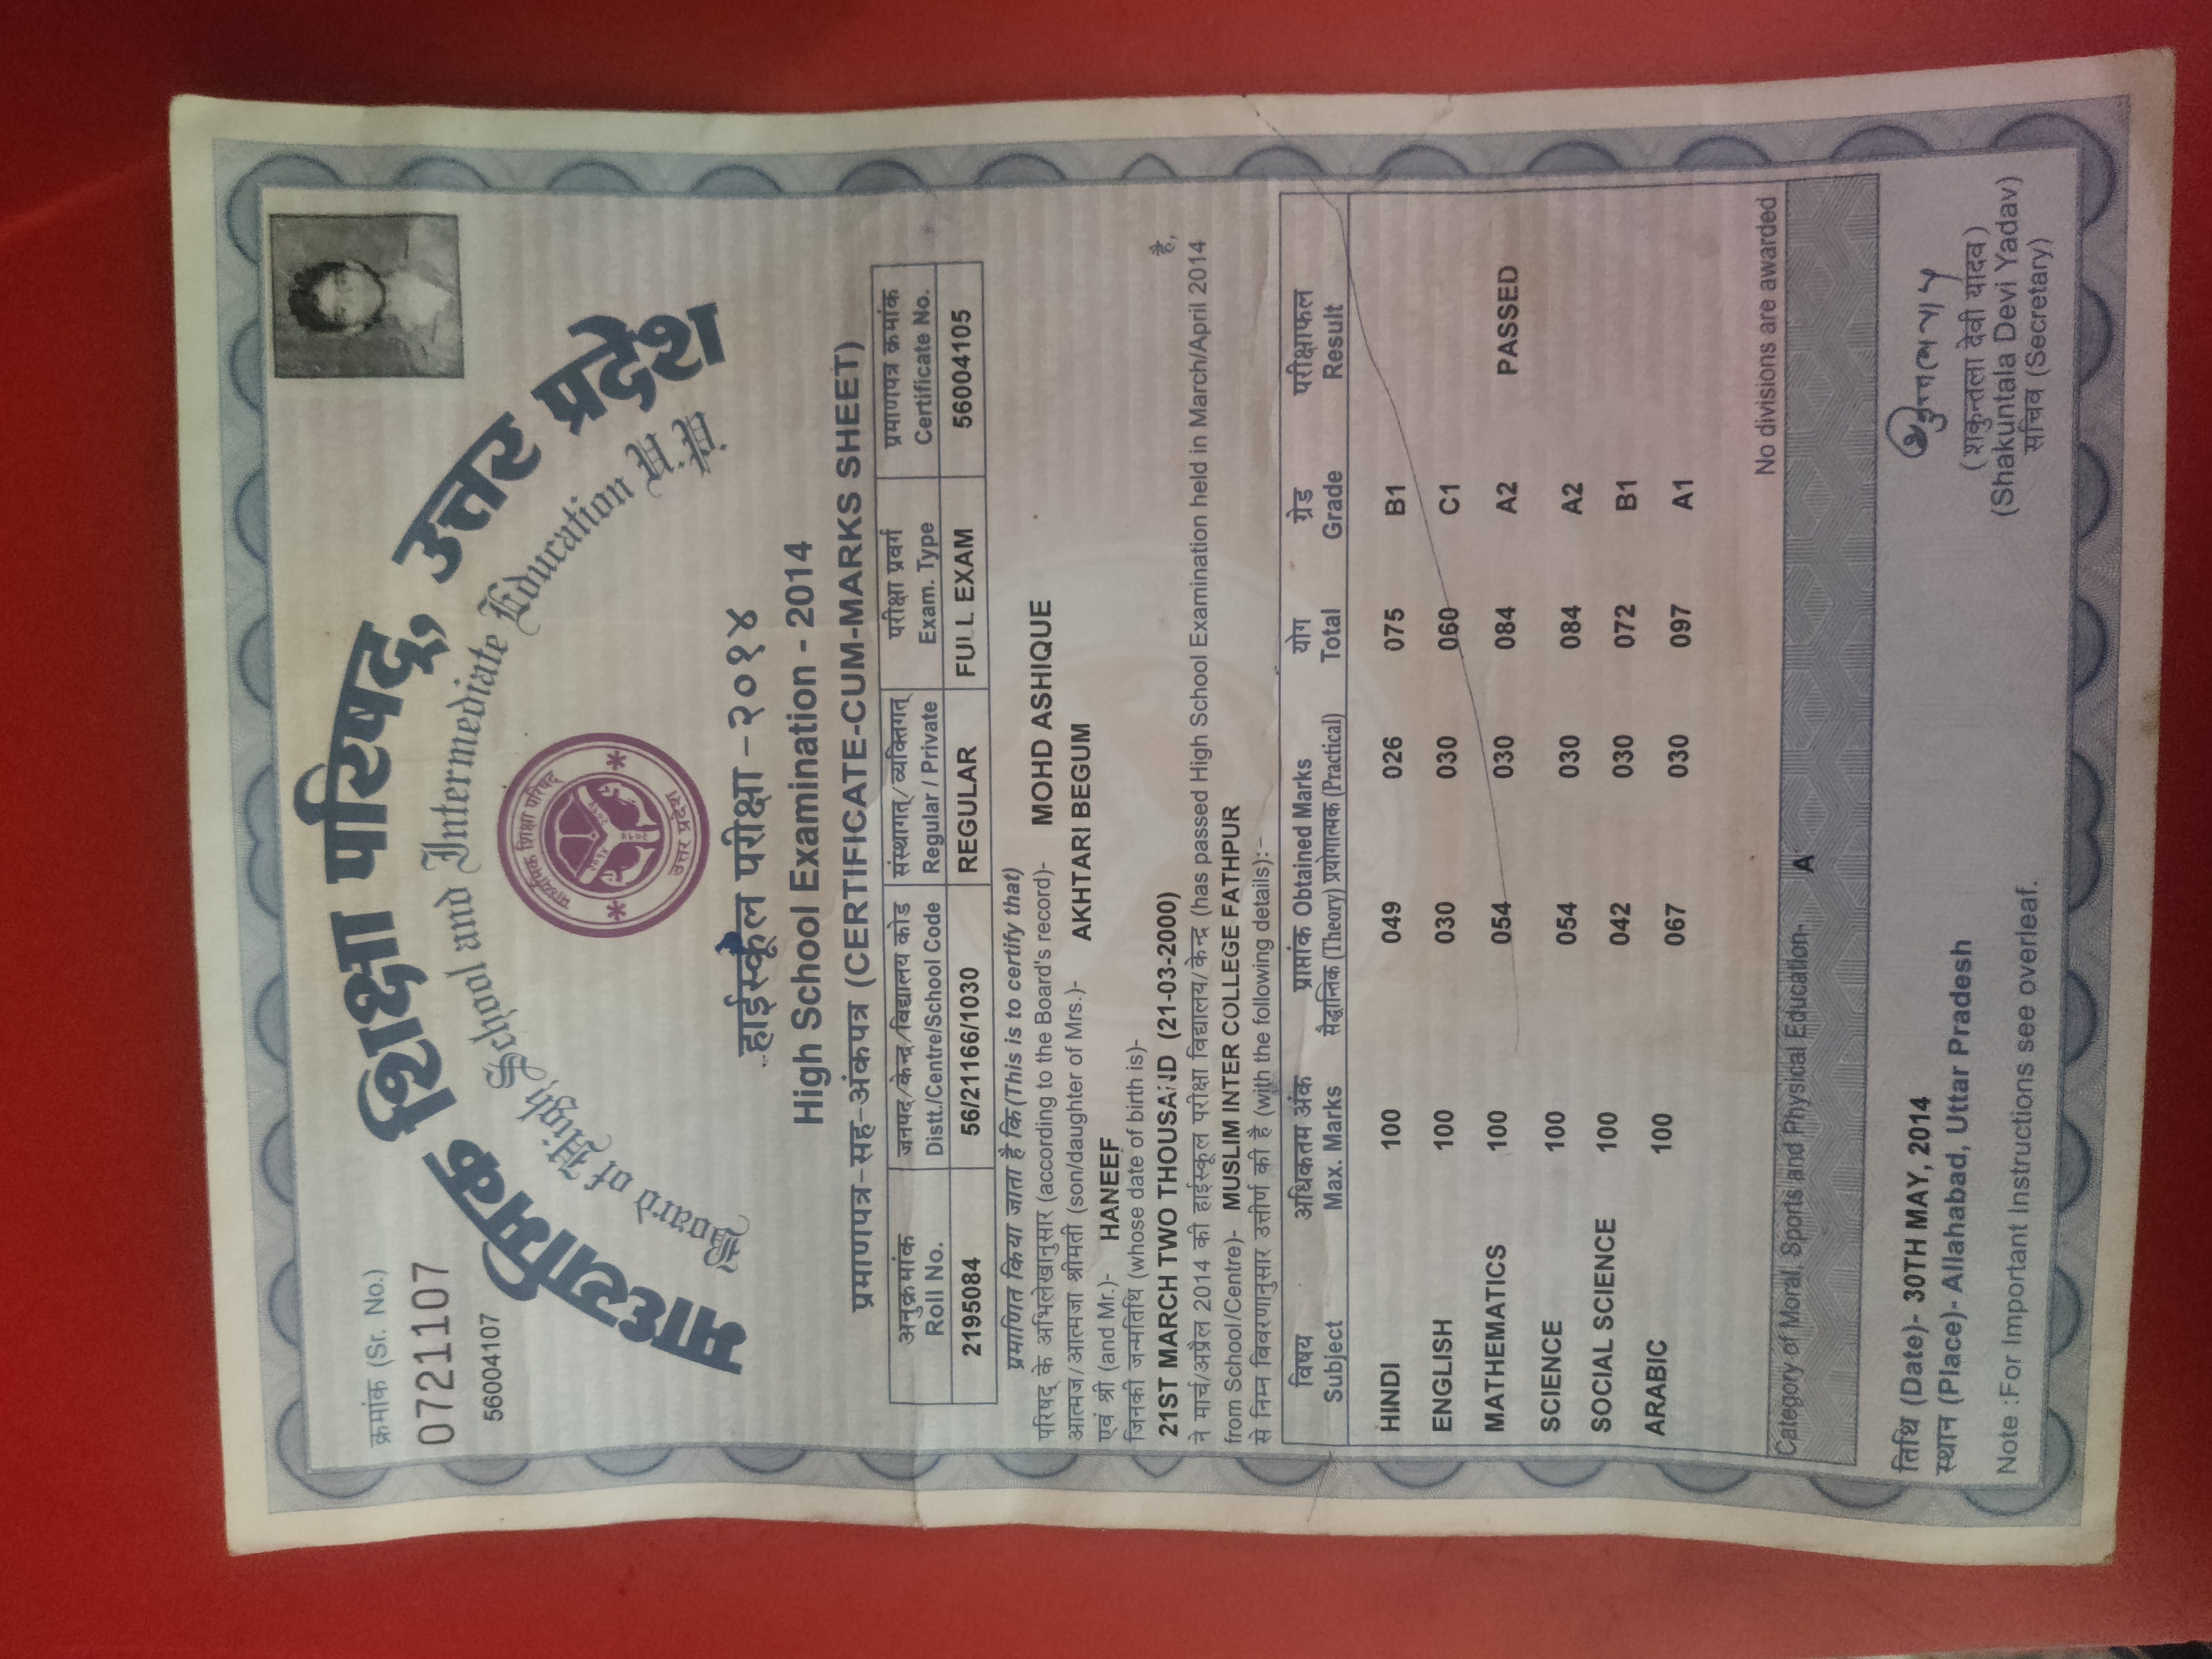 क्रमांक (Sr. No.)
0721107
56004107
माध्यमिक शिक्षा परिषद्, उत्तर प्रदेश
Board of High School and Intermediate Education U.P.
माध्यमिक शिक्षा परिषद्
२०१४ २०१४
२०१४
उत्तर प्रदेश
हाईस्कूल परीक्षा - २०१४
High School Examination - 2014
प्रमाणपत्र-सह-अंकपत्र (CERTIFICATE-CUM-MARKS SHEET)
अनुक्रमांक जनपद/केन्द्र/विद्यालय कोड संस्थागत्/व्यक्तिगत् परीक्षा प्रवर्ग प्रमाणपत्र क्रमांक
Roll No. Distt./Centre/School Code Regular / Private Exam. Type Certificate No.
2195084 56/21166/1030 REGULAR FULL EXAM 56004105
प्रमाणित किया जाता है कि (This is to certify that)
परिषद् के अभिलेखानुसार (according to the Board's record)- MOHD ASHIQUE
आत्मज/आत्मजा श्रीमती (son/daughter of Mrs.)- AKHTARI BEGUM
एवं श्री (and Mr.)- HANEEF
जिनकी जन्मतिथि (whose date of birth is)-
21ST MARCH TWO THOUSAND (21-03-2000) है,
ने मार्च/अप्रैल 2014 की हाईस्कूल परीक्षा विद्यालय/केन्द्र (has passed High School Examination held in March/April 2014
from School/Centre)- MUSLIM INTER COLLEGE FATHPUR
से निम्न विवरणानुसार उत्तीर्ण की है (with the following details):-
विषय अधिकतम अंक प्राप्तांक Obtained Marks योग ग्रेड परीक्षाफल
Subject Max. Marks सैद्धान्तिक (Theory) प्रयोगात्मक (Practical) Total Grade Result
HINDI 100 049 026 075 B1
ENGLISH 100 030 030 060 C1
MATHEMATICS 100 054 030 084 A2 PASSED
SCIENCE 100 054 030 084 A2
SOCIAL SCIENCE 100 042 030 072 B1
ARABIC 100 067 030 097 A1
No divisions are awarded
Category of Moral, Sports and Physical Education- A
तिथि (Date)- 30TH MAY, 2014
स्थान (Place)- Allahabad, Uttar Pradesh
(शकुन्तला देवी यादव)
(Shakuntala Devi Yadav)
सचिव (Secretary)
Note :For Important Instructions see overleaf.